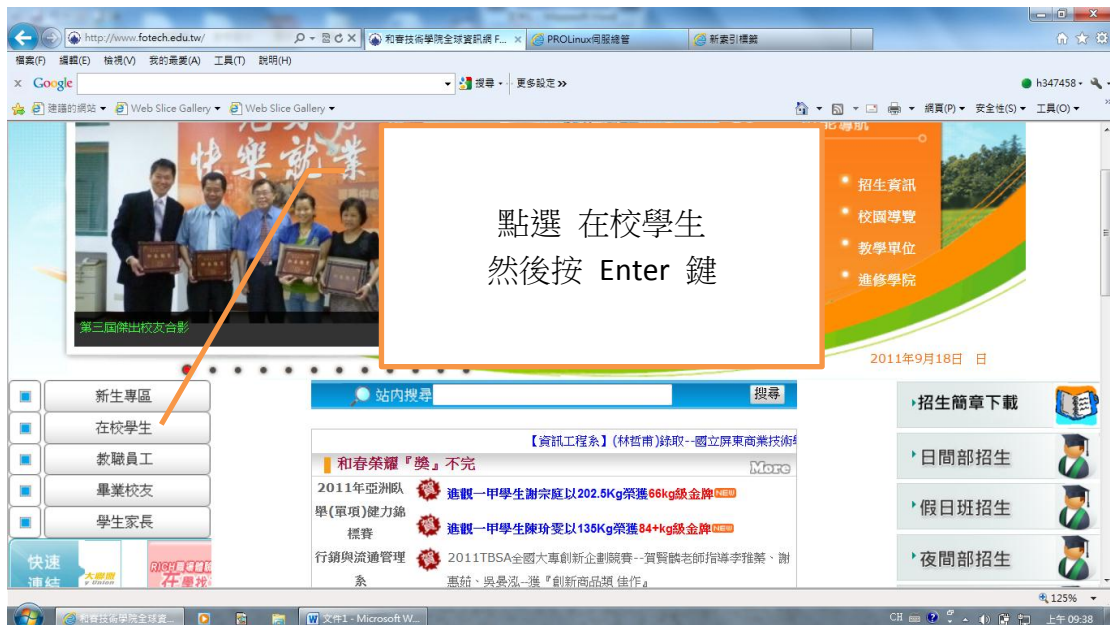 http://www.fotech.edu.tw/
和春技術學院全球資訊網 F...
PROLinux伺服總管
新索引標籤
檔案(F) 編輯(E) 檢視(V) 我的最愛(A) 工具(T) 說明(H)
x Google 搜尋 更多設定 >> h347458
建議的網站 Web Slice Gallery Web Slice Gallery 網頁(P) 安全性(S) 工具(O)
快樂就業
點選 在校學生
然後按 Enter 鍵
招生資訊
校園導覽
教學單位
進修學院
第三屆傑出校友合影
2011年9月18日 日
新生專區
在校學生
教職員工
畢業校友
學生家長
快速
連結
站內搜尋 搜尋
【資訊工程系】(林哲甫)錄取--國立屏東商業技術學
和春榮耀『獎』不完 More
2011年亞洲臥
舉(單項)健力錦
標賽
進觀一甲學生謝宗庭以202.5Kg榮獲66kg級金牌 NEW
進觀一甲學生陳玠雯以135Kg榮獲84+kg級金牌 NEW
行銷與流通管理
系
2011TBSA全國大專創新企劃競賽--賀賢麟老師指導李雅蓁、謝
惠茹、吳旻泓--獲『創新商品類 佳作』
招生簡章下載
日間部招生
假日班招生
夜間部招生
125%
和春技術學院全球資...
文件1 - Microsoft W...
CH
上午 09:38